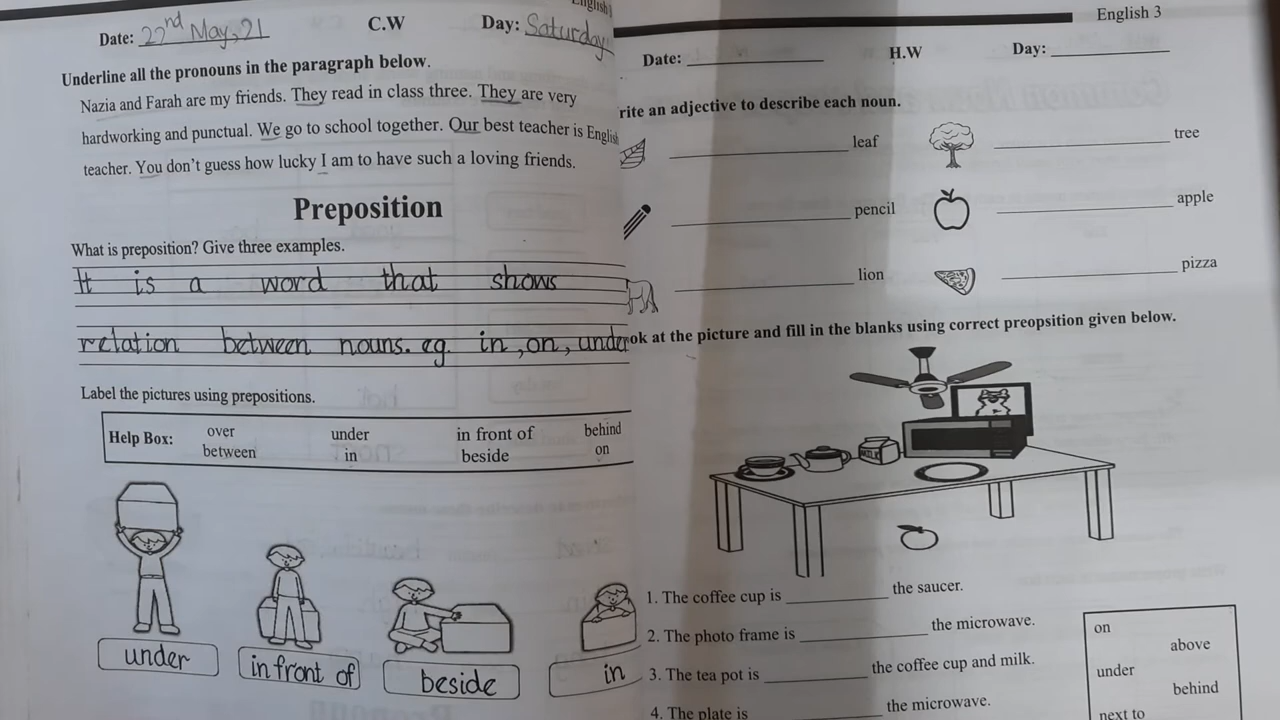 English 3
Date: 22nd May, 21 C.W Day: Saturday
Underline all the pronouns in the paragraph below.
Nazia and Farah are my friends. They read in class three. They are very
hardworking and punctual. We go to school together. Our best teacher is English
teacher. You don't guess how lucky I am to have such a loving friends.
Preposition
What is preposition? Give three examples.
It is a word that shows
relation between nouns. eg. in, on, under
Label the pictures using prepositions.
Help Box: over under in front of behind
between in beside on
under
in front of
beside
in
Date: H.W Day:
rite an adjective to describe each noun.
leaf tree
pencil apple
lion pizza
ok at the picture and fill in the blanks using correct preopsition given below.
MILK
1. The coffee cup is ____ the saucer.
2. The photo frame is ____ the microwave.
3. The tea pot is ____ the coffee cup and milk.
4. The plate is ____ the microwave.
on
above
under
behind
next to